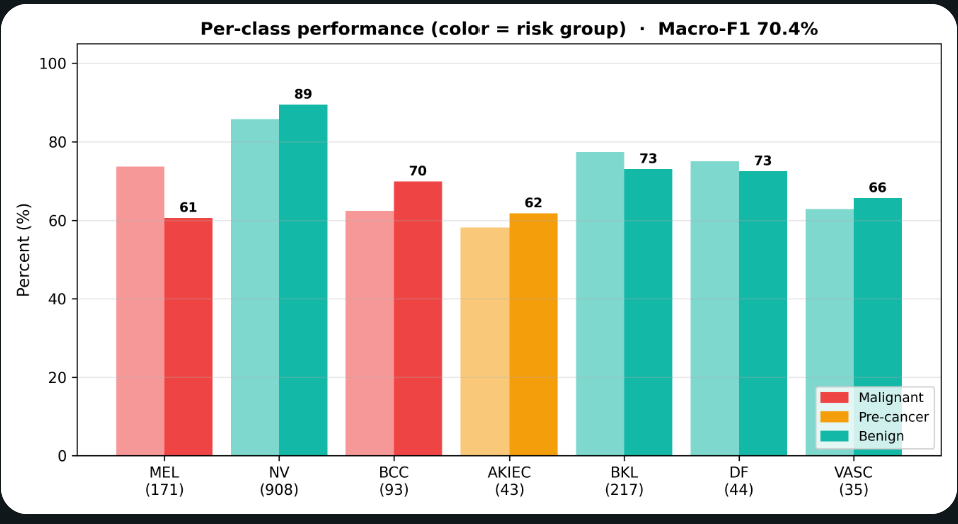 Per-class performance (color = risk group) · Macro-F1 70.4%
Percent (%)
100
80
60
40
20
0
61
89
70
62
73
73
66
MEL NV BCC AKIEC BKL DF VASC
(171) (908) (93) (43) (217) (44) (35)
Malignant
Pre-cancer
Benign